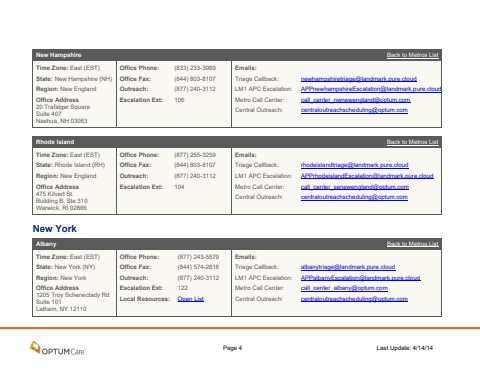 New Hampshire Back to Metros List
Time Zone: East (EST) Office Phone: (833) 233-3989 Emails:
State: New Hampshire (NH) Office Fax: (844) 803-8107 Triage Callback: newhampshiretriage@landmark.pure.cloud
Region: New England Outreach: (877) 240-3112 LM1 APC Escalation: APPnewhampshireEscalation@landmark.pure.cloud
Office Address Escalation Ext: 106 Metro Call Center: call_center_nenewengland@optum.com
20 Trafalgar Square Central Outreach: centraloutreachscheduling@optum.com
Suite 407
Nashua, NH 03063
Rhode Island Back to Metros List
Time Zone: East (EST) Office Phone: (877) 255-3259 Emails:
State: Rhode Island (RI) Office Fax: (844) 803-8107 Triage Callback: rhodeislandtriage@landmark.pure.cloud
Region: New England Outreach: (877) 240-3112 LM1 APC Escalation: APPrhodeislandEscalation@landmark.pure.cloud
Office Address Escalation Ext: 104 Metro Call Center: call_center_senewengland@optum.com
475 Kilvert St. Central Outreach: centraloutreachscheduling@optum.com
Building B, Ste 310
Warwick, RI 02886
New York
Albany Back to Metros List
Time Zone: East (EST) Office Phone: (877) 243-5579 Emails:
State: New York (NY) Office Fax: (844) 574-2616 Triage Callback: albanytriage@landmark.pure.cloud
Region: New York Outreach: (877) 240-3112 LM1 APC Escalation: APPalbanyEscalation@landmark.pure.cloud
Office Address Escalation Ext: 122 Metro Call Center: call_center_albany@optum.com
1205 Troy Schenectady Rd Local Resources: Open List Central Outreach: centraloutreachscheduling@optum.com
Suite 101
Latham, NY 12110
OPTUMCare Page 4 Last Update: 4/14/14